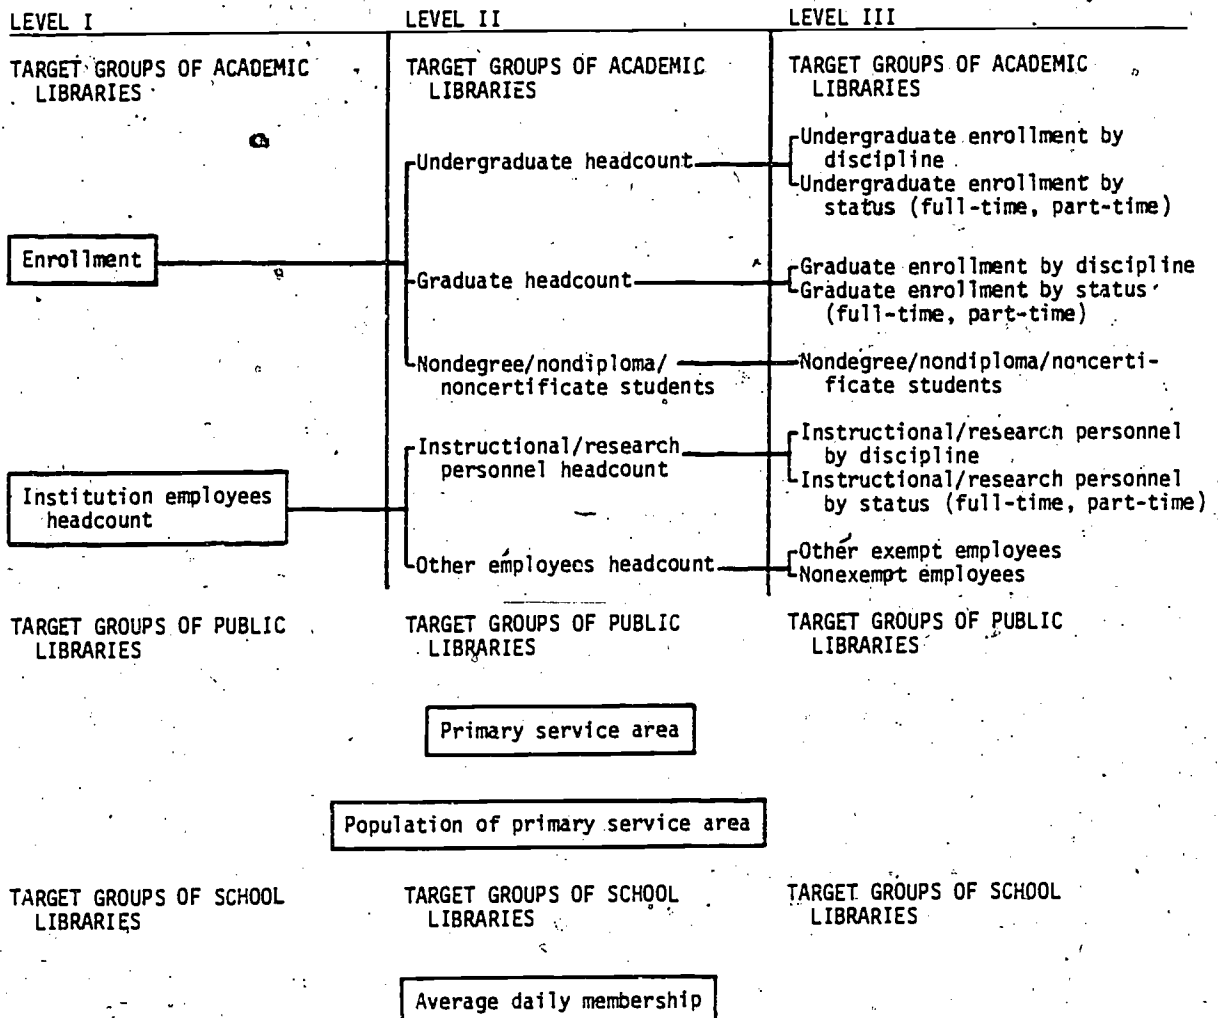 LEVEL I
LEVEL II
LEVEL III
TARGET GROUPS OF ACADEMIC
LIBRARIES
TARGET GROUPS OF ACADEMIC
LIBRARIES
TARGET GROUPS OF ACADEMIC
LIBRARIES
Enrollment
Undergraduate headcount
Undergraduate enrollment by
discipline
Undergraduate enrollment by
status (full-time, part-time)
Graduate headcount
Graduate enrollment by discipline
Graduate enrollment by status
(full-time, part-time)
Nondegree/nondiploma/
noncertificate students
Nondegree/nondiploma/noncerti-
ficate students
Institution employees
headcount
Instructional/research
personnel headcount
Instructional/research personnel
by discipline
Instructional/research personnel
by status (full-time, part-time)
Other employees headcount
Other exempt employees
Nonexempt employees
TARGET GROUPS OF PUBLIC
LIBRARIES
TARGET GROUPS OF PUBLIC
LIBRARIES
TARGET GROUPS OF PUBLIC
LIBRARIES
Primary service area
Population of primary service area
TARGET GROUPS OF SCHOOL
LIBRARIES
TARGET GROUPS OF SCHOOL
LIBRARIES
TARGET GROUPS OF SCHOOL
LIBRARIES
Average daily membership